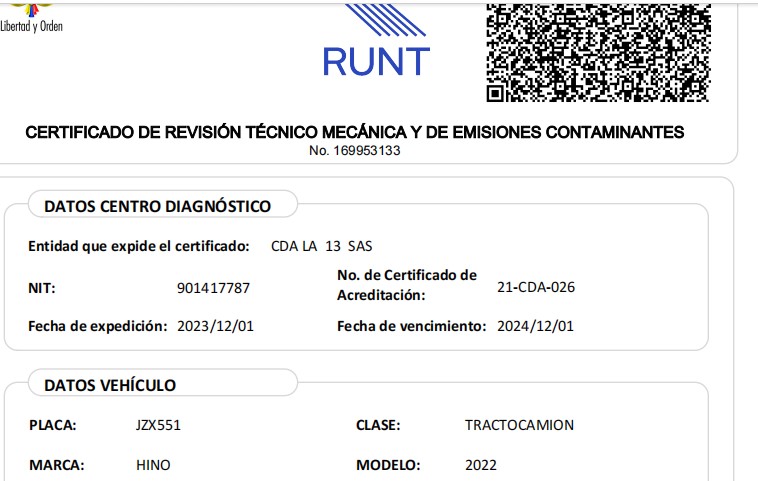 Libertad y Orden
RUNT
CERTIFICADO DE REVISIÓN TÉCNICO MECÁNICA Y DE EMISIONES CONTAMINANTES
No. 169953133
DATOS CENTRO DIAGNÓSTICO
Entidad que expide el certificado: CDA LA 13 SAS
NIT: 901417787
No. de Certificado de
Acreditación: 21-CDA-026
Fecha de expedición: 2023/12/01 Fecha de vencimiento: 2024/12/01
DATOS VEHÍCULO
PLACA: JZX551 CLASE: TRACTOCAMION
MARCA: HINO MODELO: 2022